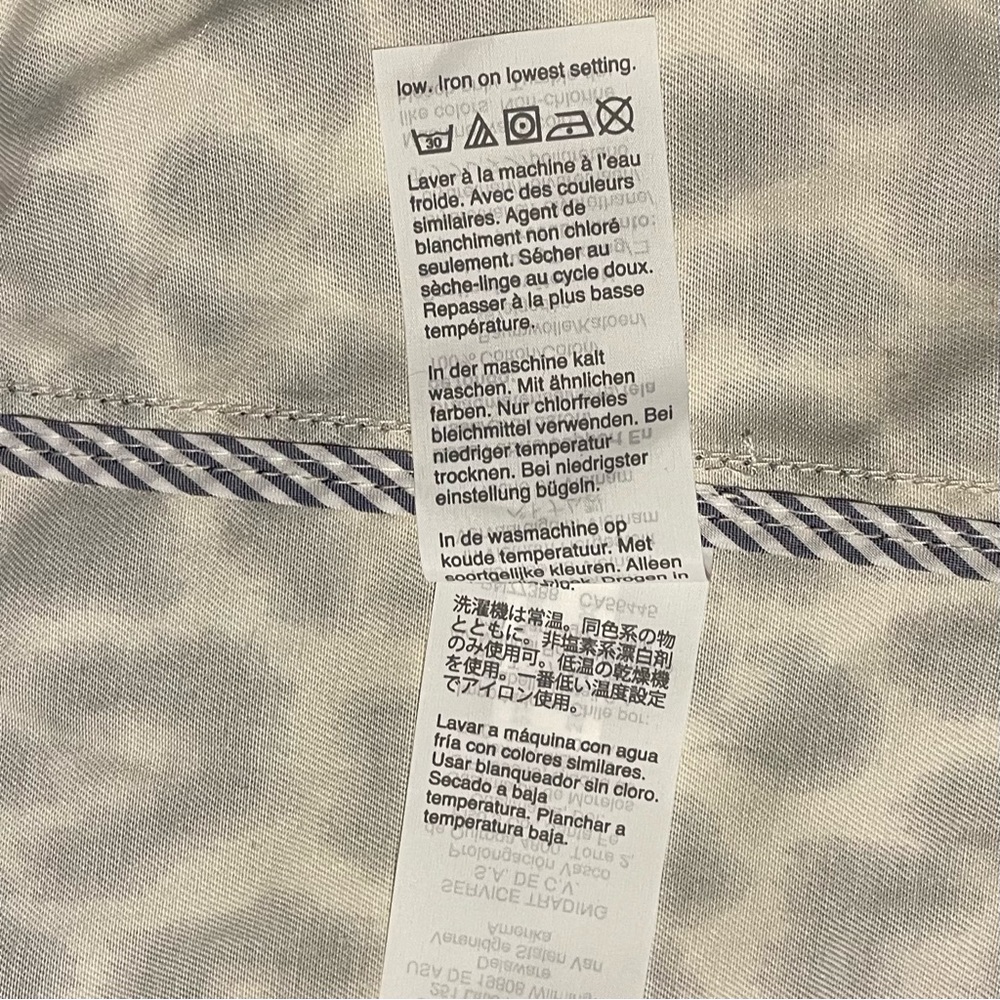 low. Iron on lowest setting.
30
Laver à la machine à l'eau
froide. Avec des couleurs
similaires. Agent de
blanchiment non chloré
seulement. Sécher au
sèche-linge au cycle doux.
Repasser à la plus basse
température.
In der maschine kalt
waschen. Mit ähnlichen
farben. Nur chlorfreies
bleichmittel verwenden. Bei
niedriger temperatur
trocknen. Bei niedrigster
einstellung bügeln.
In de wasmachine op
koude temperatuur. Met
soortgelijke kleuren. Alleen
Drogen in
洗濯機は常温。同色系の物
とともに。非塩素系漂白剤
のみ使用可。低温の乾燥機
を使用。一番低い温度設定
でアイロン使用。
Lavar a máquina con agua
fría con colores similares.
Usar blanqueador sin cloro.
Secado a baja
temperatura. Planchar a
temperatura baja.